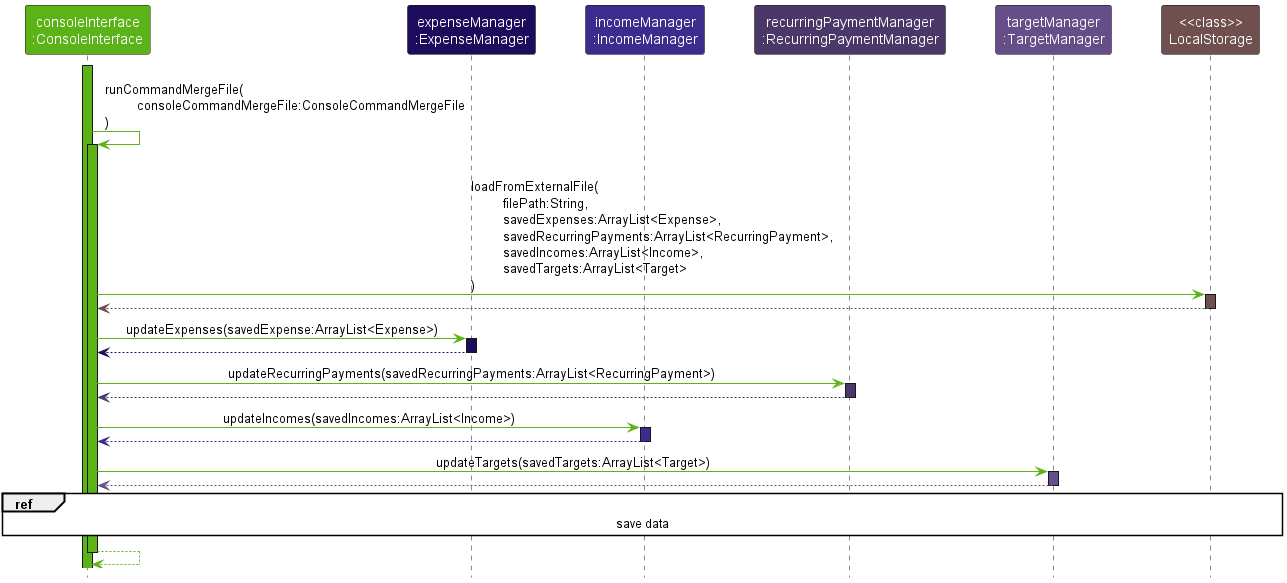 consoleInterface
:ConsoleInterface
expenseManager
:ExpenseManager
incomeManager
:IncomeManager
recurringPaymentManager
:RecurringPaymentManager
targetManager
:TargetManager
<<class>>
LocalStorage
runCommandMergeFile(
consoleCommandMergeFile:ConsoleCommandMergeFile
)
loadFromExternalFile(
filePath:String,
savedExpenses:ArrayList<Expense>,
savedRecurringPayments:ArrayList<RecurringPayment>,
savedIncomes:ArrayList<Income>,
savedTargets:ArrayList<Target>
)
updateExpenses(savedExpense:ArrayList<Expense>)
updateRecurringPayments(savedRecurringPayments:ArrayList<RecurringPayment>)
updateIncomes(savedIncomes:ArrayList<Income>)
updateTargets(savedTargets:ArrayList<Target>)
ref
save data